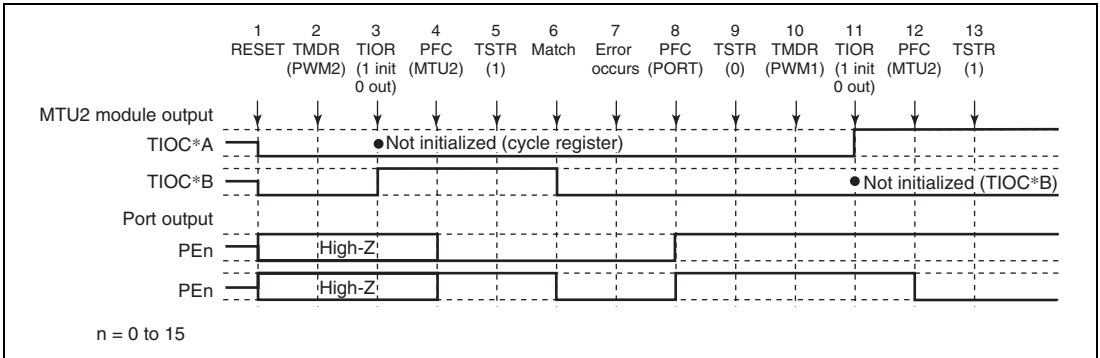 1 2 3 4 5 6 7 8 9 10 11 12 13
RESET TMDR TIOR PFC TSTR Match Error PFC TSTR TMDR TIOR PFC TSTR
(PWM2) (1 init (MTU2) (1) occurs (PORT) (0) (PWM1) (1 init (MTU2) (1)
0 out) 0 out)
MTU2 module output
TIOC*A ●Not initialized (cycle register)
TIOC*B ● Not initialized (TIOC*B)
Port output
PEn High-Z
PEn High-Z
n = 0 to 15